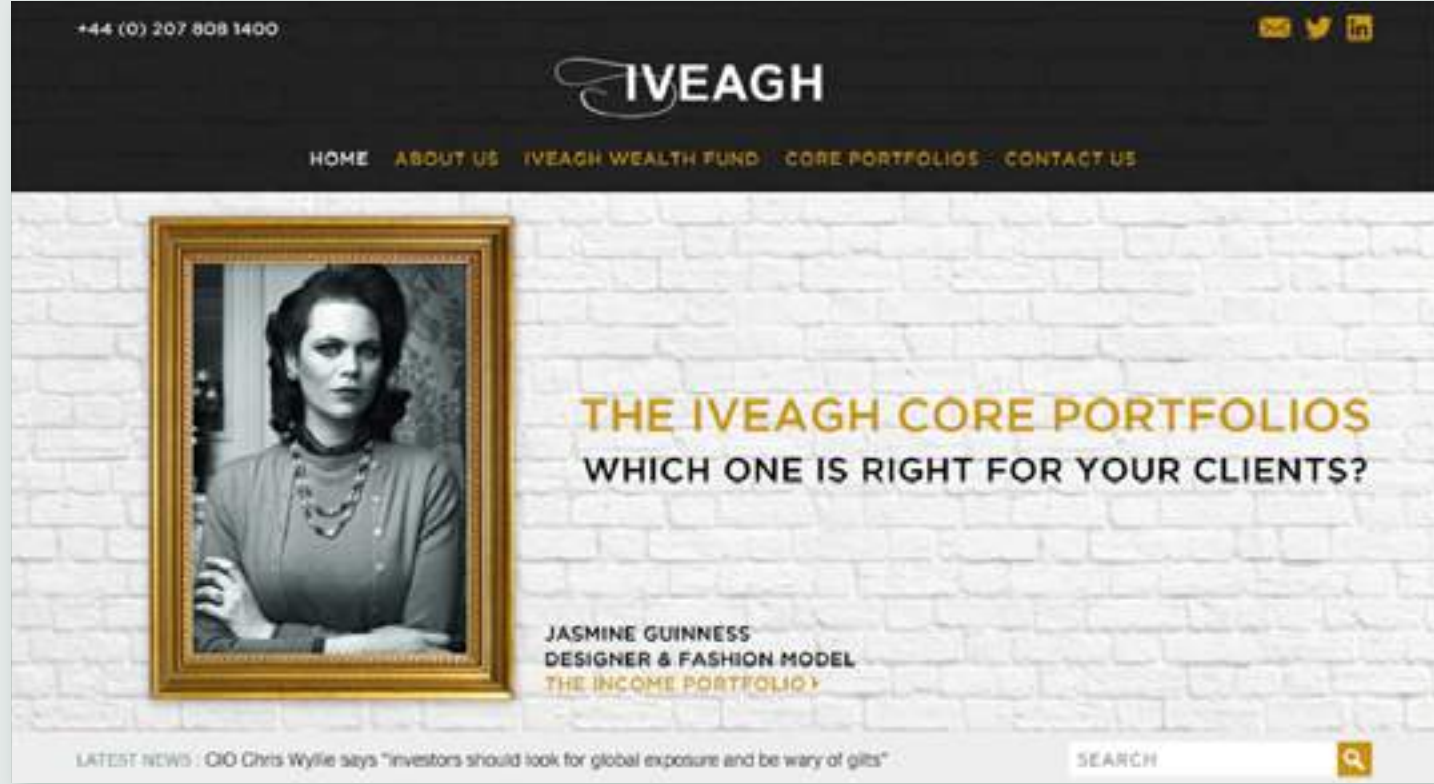 +44 (0) 207 808 1400
IVEAGH
HOME ABOUT US IVEAGH WEALTH FUND CORE PORTFOLIOS CONTACT US
THE IVEAGH CORE PORTFOLIOS
WHICH ONE IS RIGHT FOR YOUR CLIENTS?
JASMINE GUINNESS
DESIGNER & FASHION MODEL
THE INCOME PORTFOLIO
LATEST NEWS : CIO Chris Wyllie says "investors should look for global exposure and be wary of gilts"
SEARCH